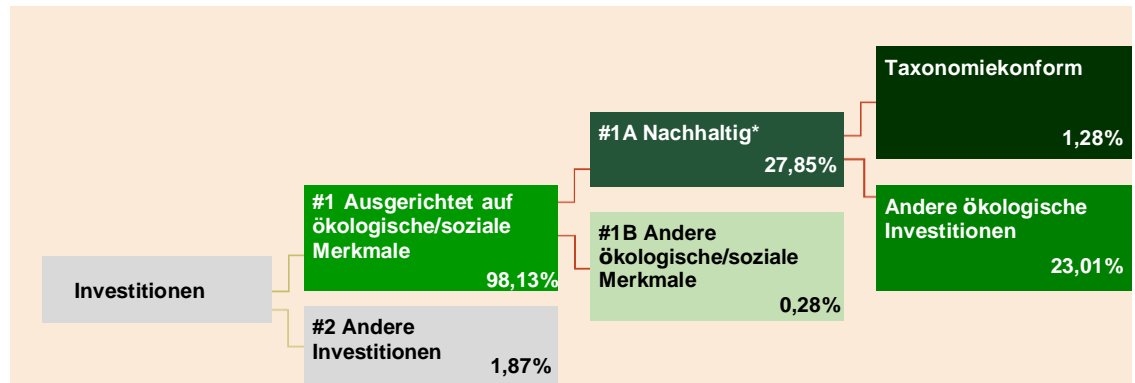 Investitionen
#1 Ausgerichtet auf
ökologische/soziale
Merkmale
98,13%
#2 Andere
Investitionen
1,87%
#1A Nachhaltig*
27,85%
#1B Andere
ökologische/soziale
Merkmale
0,28%
Taxonomiekonform
1,28%
Andere ökologische
Investitionen
23,01%